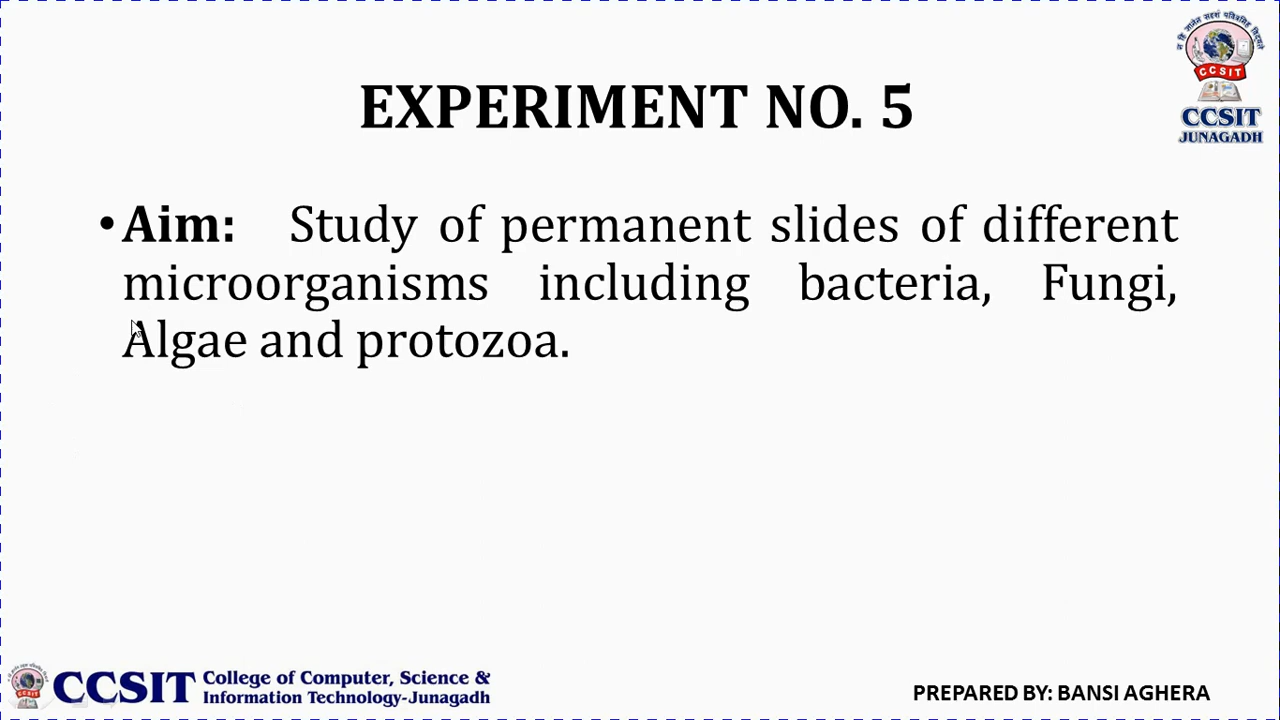 CCSIT
CCSIT
JUNAGADH
EXPERIMENT NO. 5
• Aim: Study of permanent slides of different
microorganisms including bacteria, Fungi,
Algae and protozoa.
CCSIT College of Computer, Science &
Information Technology-Junagadh
PREPARED BY: BANSI AGHERA